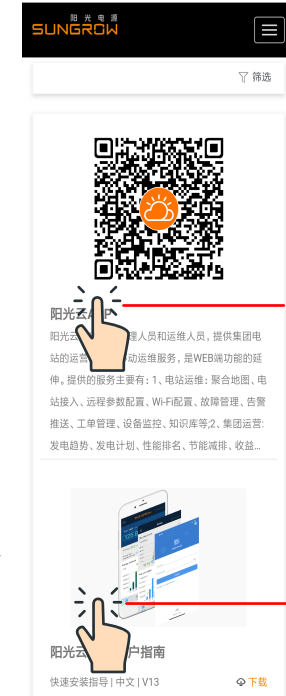 阳光电源
SUNGROW
筛选
阳光云APP
阳光云 理人员和运维人员，提供集团电
站的运营 动运维服务，是WEB端功能的延
伸。提供的服务主要有：1、电站运维：聚合地图、电
站接入、远程参数配置、Wi-Fi配置、故障管理、告警
推送、工单管理、设备监控、知识库等;2、集团运营:
发电趋势、发电计划、性能排名、节能减排、收益...
阳光云 户指南
快速安装指导 | 中文 | V13
下载